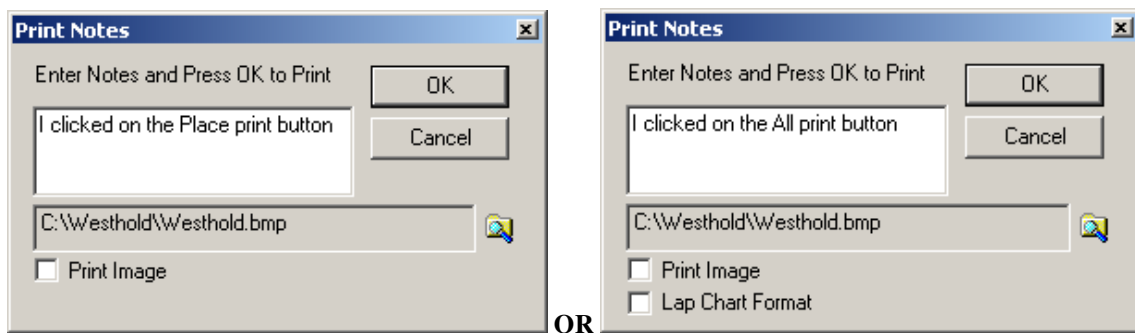 Print Notes
Enter Notes and Press OK to Print
OK
I clicked on the Place print button
Cancel
C:\Westhold\Westhold.bmp
Print Image
OR
Print Notes
Enter Notes and Press OK to Print
OK
I clicked on the All print button
Cancel
C:\Westhold\Westhold.bmp
Print Image
Lap Chart Format